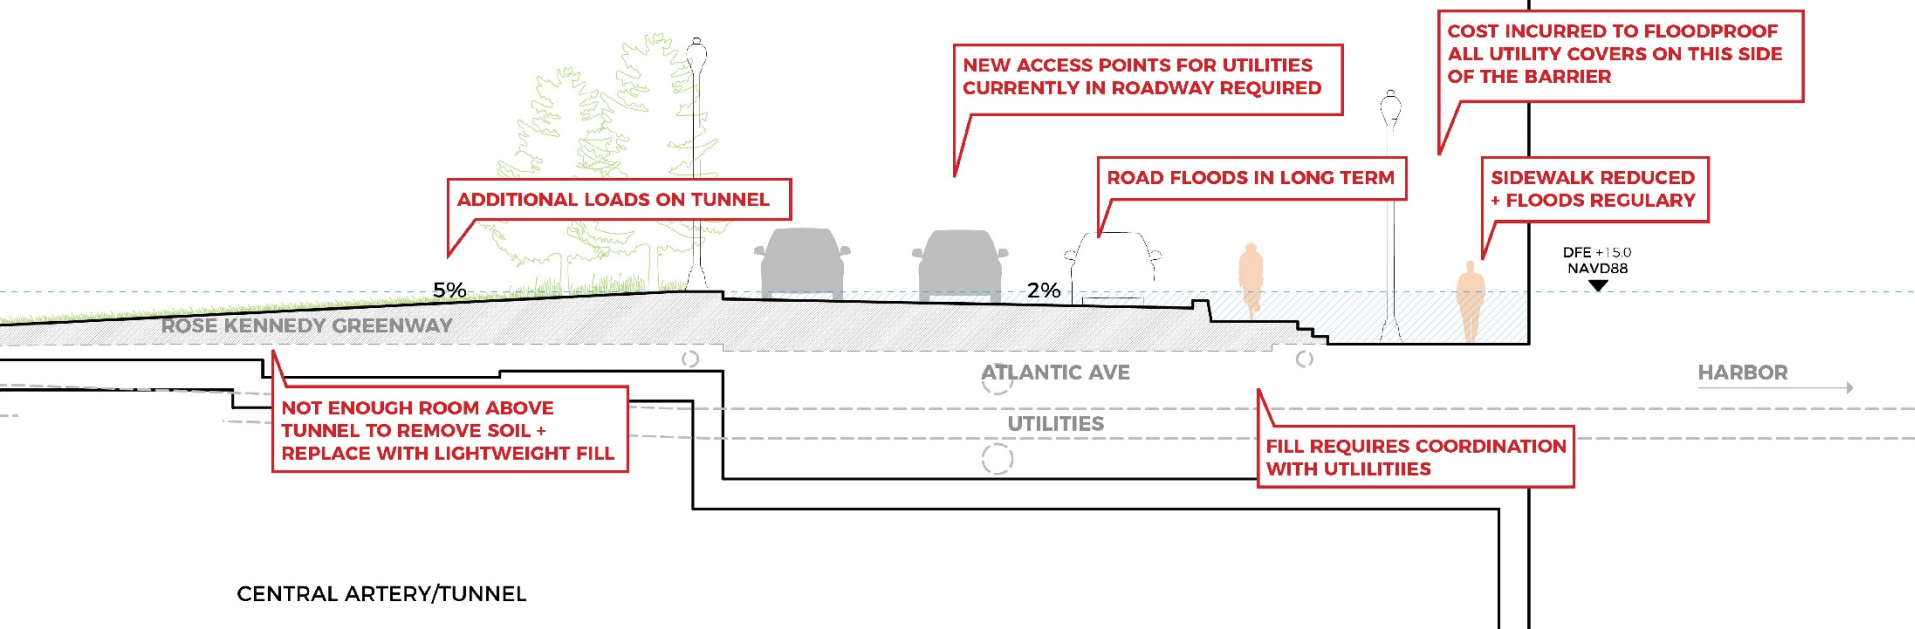 COST INCURRED TO FLOODPROOF
ALL UTILITY COVERS ON THIS SIDE
OF THE BARRIER
NEW ACCESS POINTS FOR UTILITIES
CURRENTLY IN ROADWAY REQUIRED
ROAD FLOODS IN LONG TERM
SIDEWALK REDUCED
+ FLOODS REGULARY
ADDITIONAL LOADS ON TUNNEL
DFE +15.0
NAVD88
5%
2%
ROSE KENNEDY GREENWAY
ATLANTIC AVE
HARBOR
NOT ENOUGH ROOM ABOVE
TUNNEL TO REMOVE SOIL +
REPLACE WITH LIGHTWEIGHT FILL
UTILITIES
FILL REQUIRES COORDINATION
WITH UTLILITIIES
CENTRAL ARTERY/TUNNEL